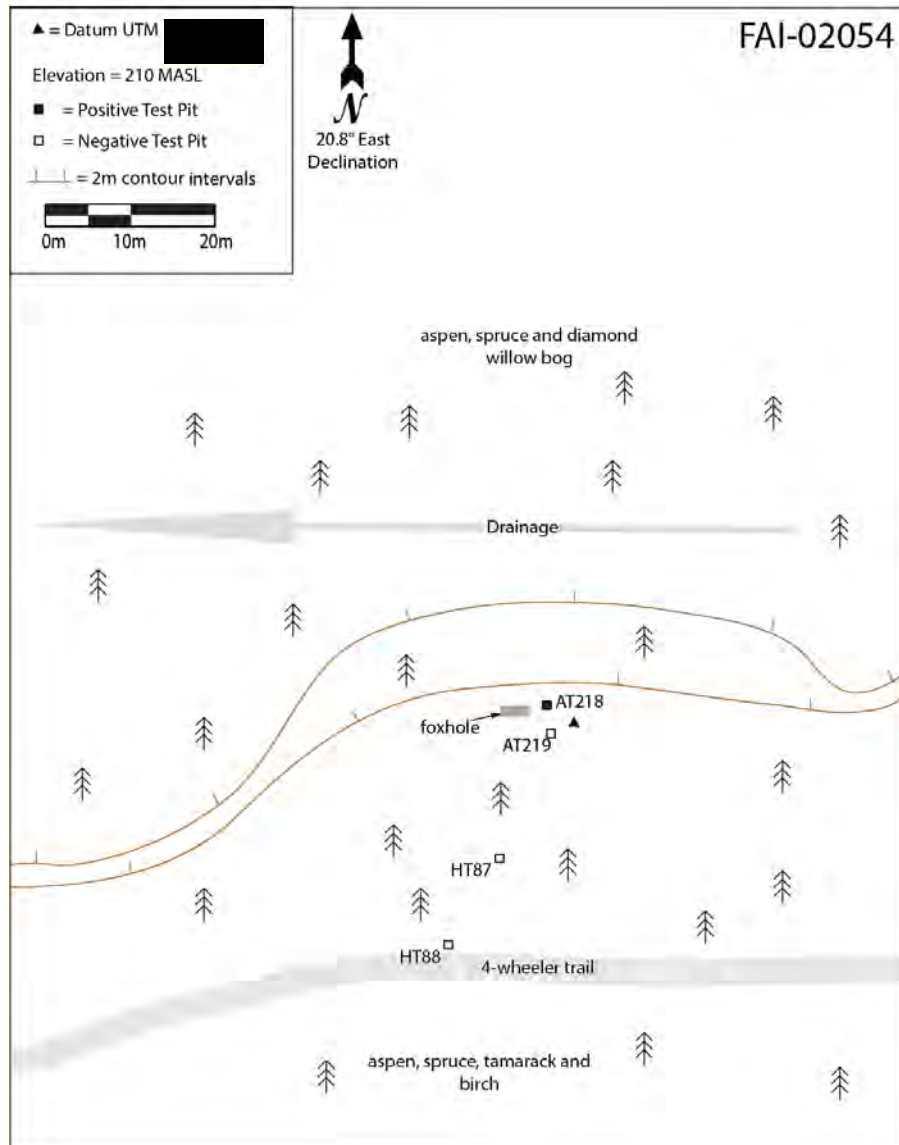 ▲ = Datum UTM
FAI-02054
Elevation = 210 MASL
■ = Positive Test Pit
□ = Negative Test Pit
= 2m contour intervals
0m 10m 20m
N
20.8° East
Declination
aspen, spruce and diamond
willow bog
Drainage
AT218
foxhole
AT219
HT87
HT88
4-wheeler trail
aspen, spruce, tamarack and
birch